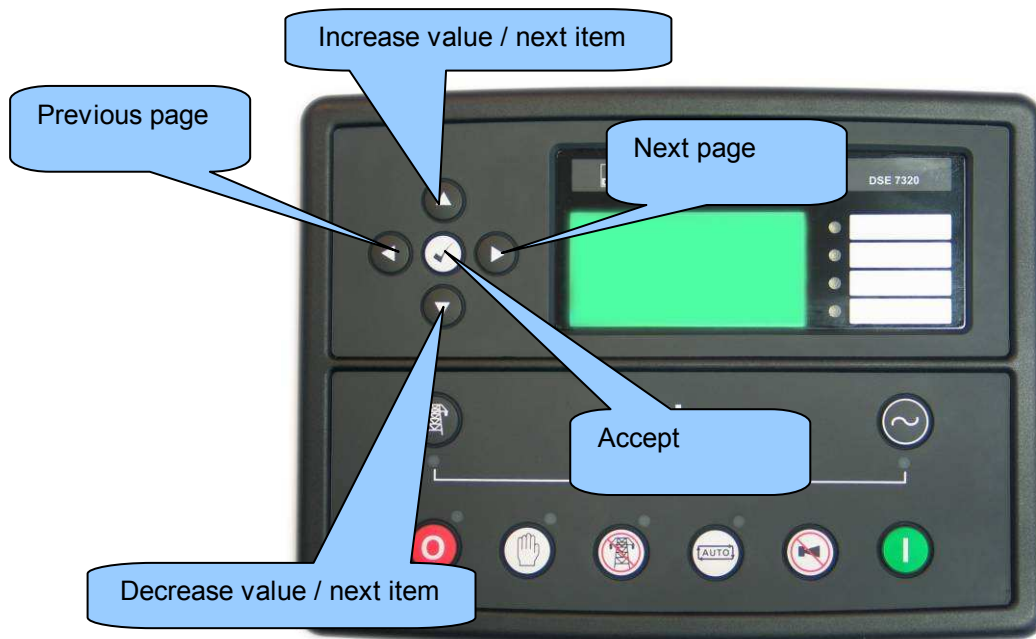 Increase value / next item
Previous page
Next page
DSE 7320
Accept
O
AUTO
I
Decrease value / next item